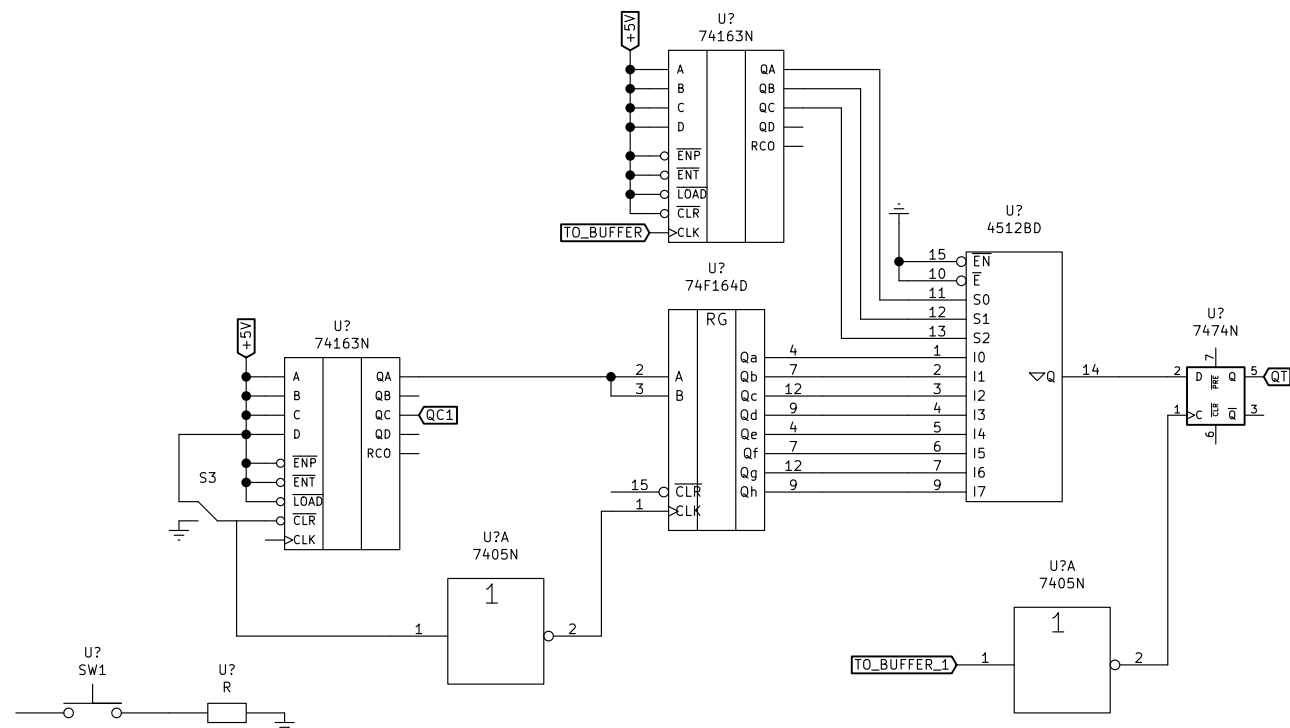 +5V
U?
74163N
A
B
C
D
ENP
ENT
LOAD
CLR
CLK
QA
QB
QC
QD
RCO
TO_BUFFER
U?
4512BD
15
10
11
12
13
1
2
3
4
5
6
7
9
EN
E
S0
S1
S2
I0
I1
I2
I3
I4
I5
I6
I7
Q
14
U?
74F164D
RG
2
3
A
B
15
1
CLR
CLK
Qa
Qb
Qc
Qd
Qe
Qf
Qg
Qh
4
7
12
9
4
7
12
9
U?
7474N
7
2
D
PRE
Q
5
QT
1
C
CLR
Q
3
6
+5V
U?
74163N
A
B
C
D
ENP
ENT
LOAD
CLR
CLK
QA
QB
QC
QD
RCO
QC1
S3
U?A
7405N
1
1
2
U?A
7405N
1
TO_BUFFER_1
1
2
U?
SW1
U?
R